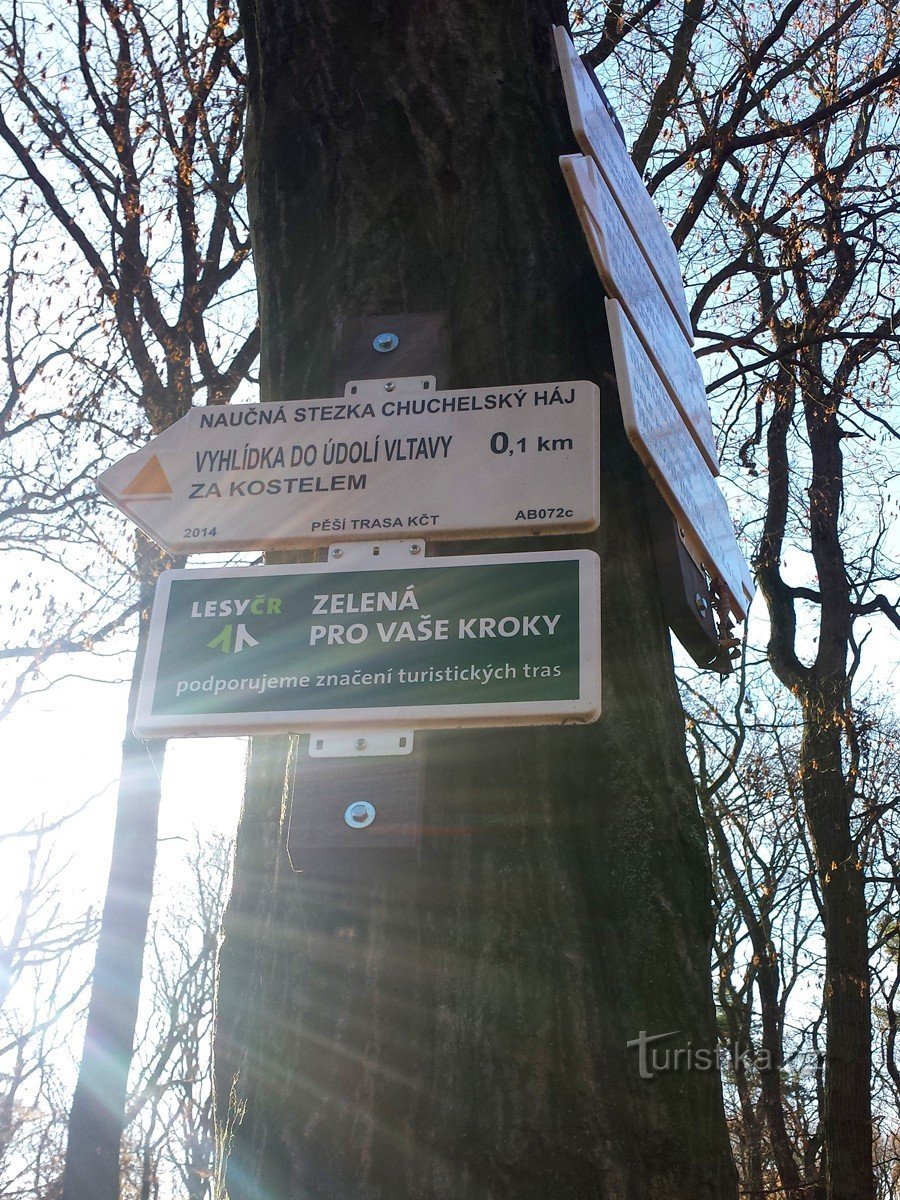 NAUČNÁ STEZKA CHUCHELSKÝ HÁJ
VYHLÍDKA DO ÚDOLÍ VLTAVY 0,1 km
ZA KOSTELEM
2014 PĚŠÍ TRASA KČT AB072c
LESYČR
ZELENÁ
PRO VAŠE KROKY
podporujeme značení turistických tras
Turistika.cz